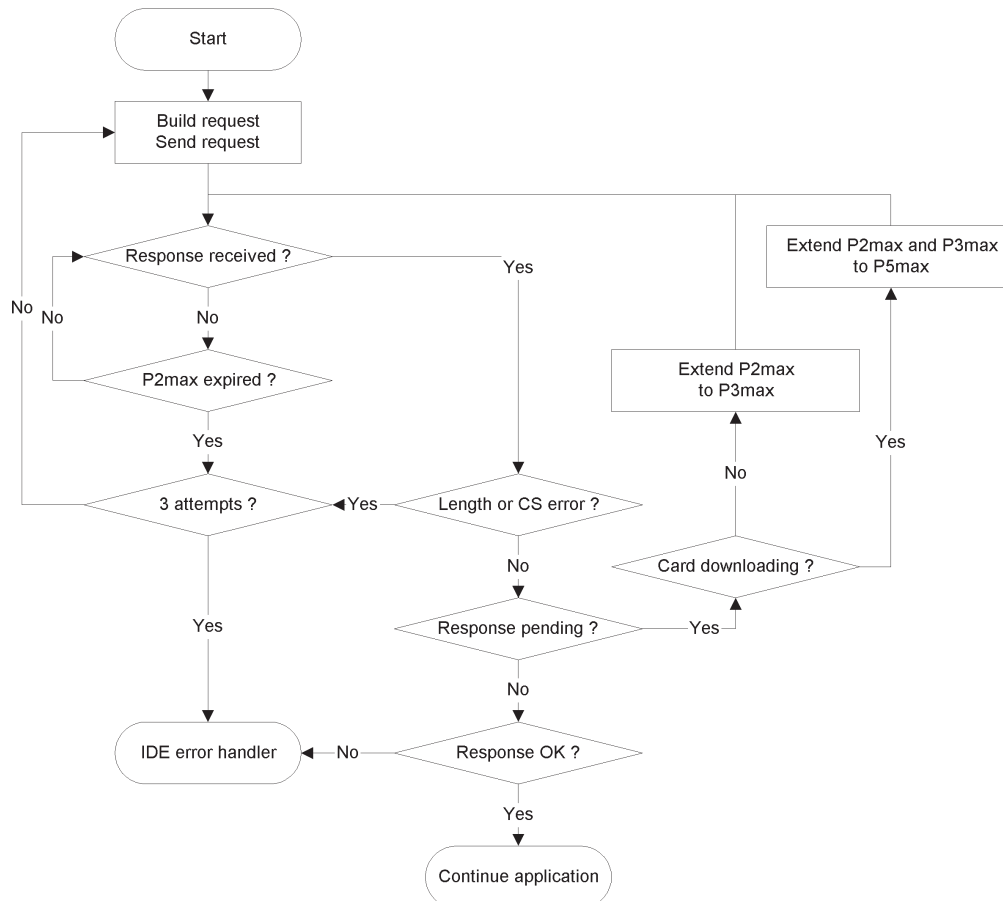 Start
Build request
Send request
Response received ?
Yes
Extend P2max and P3max
to P5max
No
No
No
P2max expired ?
Extend P2max
to P3max
Yes
Yes
No
3 attempts ?
Yes
Length or CS error ?
No
Card downloading ?
Yes
Response pending ?
Yes
No
IDE error handler
No
Response OK ?
Yes
Continue application